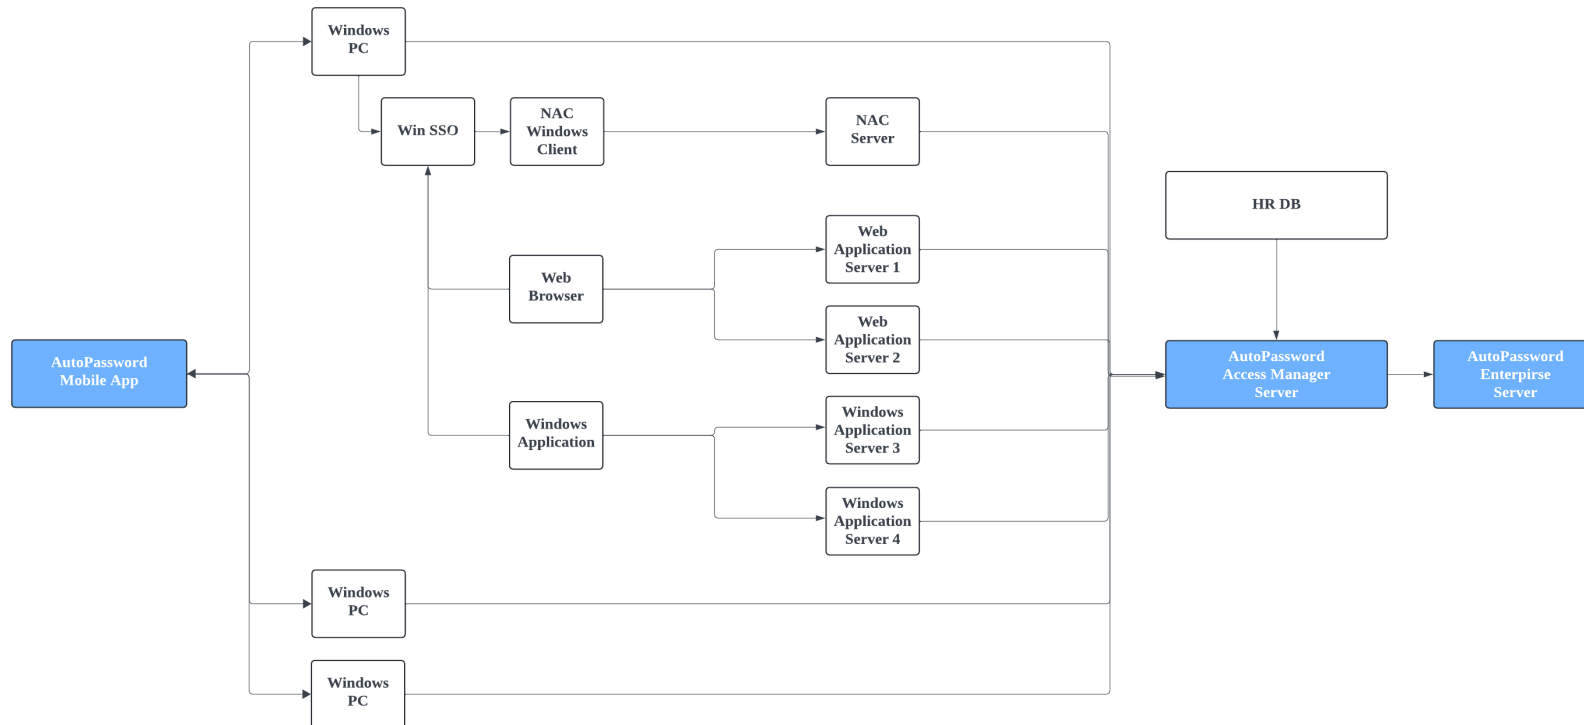 Windows
PC
Win SSO
NAC
Windows
Client
NAC
Server
HR DB
Web
Application
Server 1
Web
Browser
Web
Application
Server 2
AutoPassword
Mobile App
AutoPassword
Access Manager
Server
AutoPassword
Enterpirse
Server
Windows
Application
Windows
Application
Server 3
Windows
Application
Server 4
Windows
PC
Windows
PC